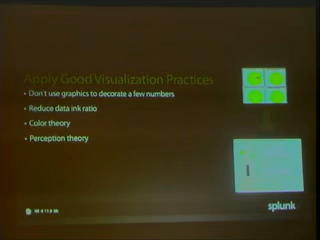 Apply Good Visualization Practices
• Don't use graphics to decorate a few numbers
• Reduce data ink ratio
• Color theory
• Perception theory
splunk